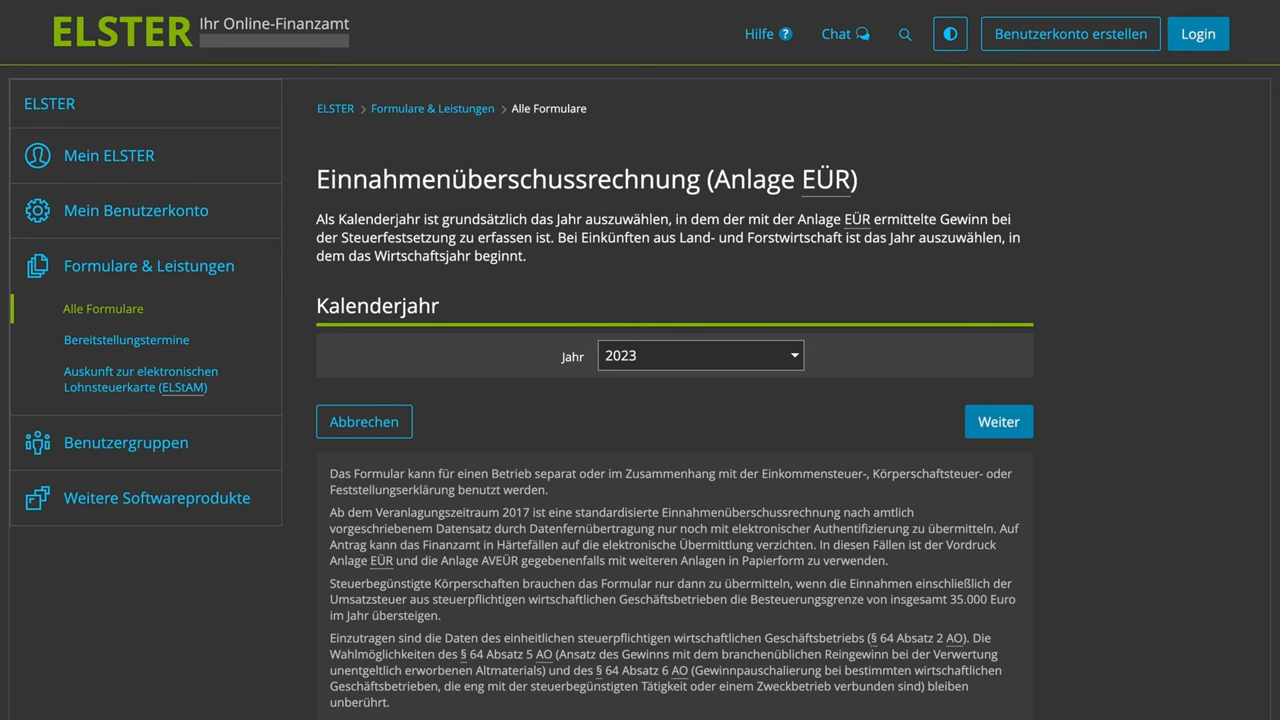 ELSTER
Ihr Online-Finanzamt
Hilfe ?
Chat
Benutzerkonto erstellen
Login
ELSTER
Mein ELSTER
Mein Benutzerkonto
Formulare & Leistungen
Alle Formulare
Bereitstellungstermine
Auskunft zur elektronischen
Lohnsteuerkarte (ELStAM)
Benutzergruppen
Weitere Softwareprodukte
ELSTER > Formulare & Leistungen > Alle Formulare
Einnahmenüberschussrechnung (Anlage EÜR)
Als Kalenderjahr ist grundsätzlich das Jahr auszuwählen, in dem der mit der Anlage EÜR ermittelte Gewinn bei
der Steuerfestsetzung zu erfassen ist. Bei Einkünften aus Land- und Forstwirtschaft ist das Jahr auszuwählen, in
dem das Wirtschaftsjahr beginnt.
Kalenderjahr
Jahr 2023
Abbrechen
Weiter
Das Formular kann für einen Betrieb separat oder im Zusammenhang mit der Einkommensteuer-, Körperschaftsteuer- oder
Feststellungserklärung benutzt werden.
Ab dem Veranlagungszeitraum 2017 ist eine standardisierte Einnahmenüberschussrechnung nach amtlich
vorgeschriebenem Datensatz durch Datenfernübertragung nur noch mit elektronischer Authentifizierung zu übermitteln. Auf
Antrag kann das Finanzamt in Härtefällen auf die elektronische Übermittlung verzichten. In diesen Fällen ist der Vordruck
Anlage EÜR und die Anlage AVEÜR gegebenenfalls mit weiteren Anlagen in Papierform zu verwenden.
Steuerbegünstigte Körperschaften brauchen das Formular nur dann zu übermitteln, wenn die Einnahmen einschließlich der
Umsatzsteuer aus steuerpflichtigen wirtschaftlichen Geschäftsbetrieben die Besteuerungsgrenze von insgesamt 35.000 Euro
im Jahr übersteigen.
Einzutragen sind die Daten des einheitlichen steuerpflichtigen wirtschaftlichen Geschäftsbetriebs (§ 64 Absatz 2 AO). Die
Wahlmöglichkeiten des § 64 Absatz 5 AO (Ansatz des Gewinns mit dem branchenüblichen Reingewinn bei der Verwertung
unentgeltlich erworbenen Altmaterials) und des § 64 Absatz 6 AO (Gewinnpauschalierung bei bestimmten wirtschaftlichen
Geschäftsbetrieben, die eng mit der steuerbegünstigten Tätigkeit oder einem Zweckbetrieb verbunden sind) bleiben
unberührt.